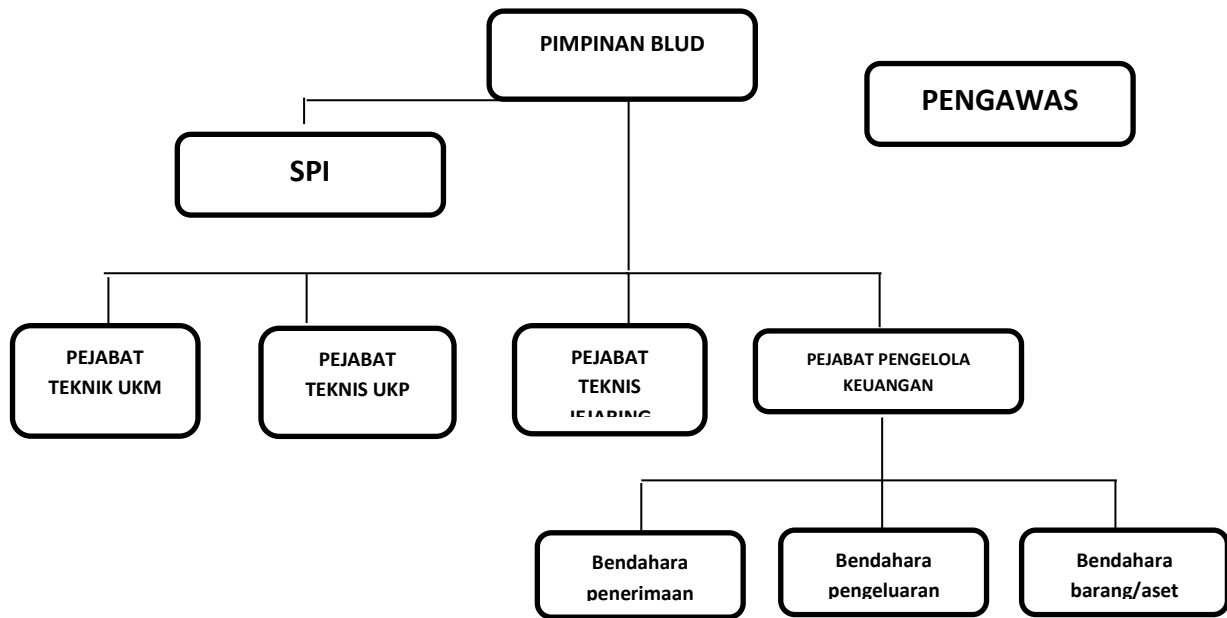 PIMPINAN BLUD
PENGAWAS
SPI
PEJABAT
TEKNIK UKM
PEJABAT
TEKNIS UKP
PEJABAT
TEKNIS
JEJARING
PEJABAT PENGELOLA
KEUANGAN
Bendahara
penerimaan
Bendahara
pengeluaran
Bendahara
barang/aset